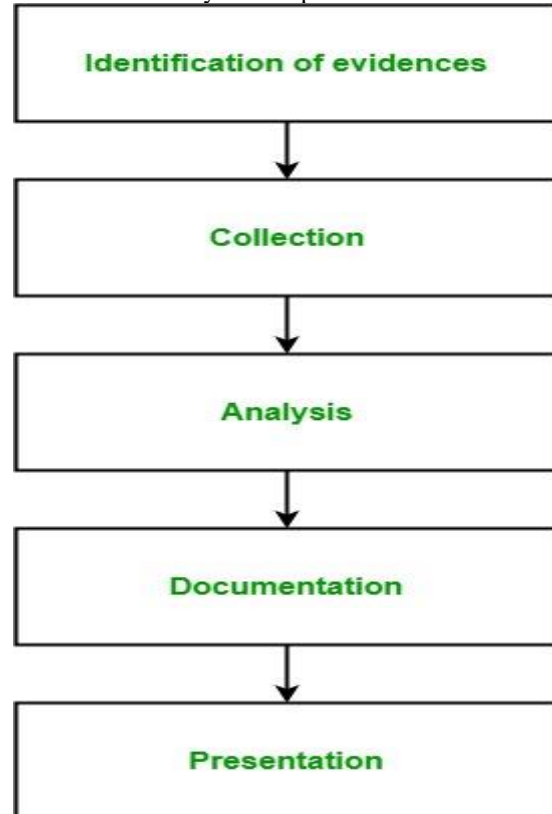 Identification of evidences
Collection
Analysis
Documentation
Presentation